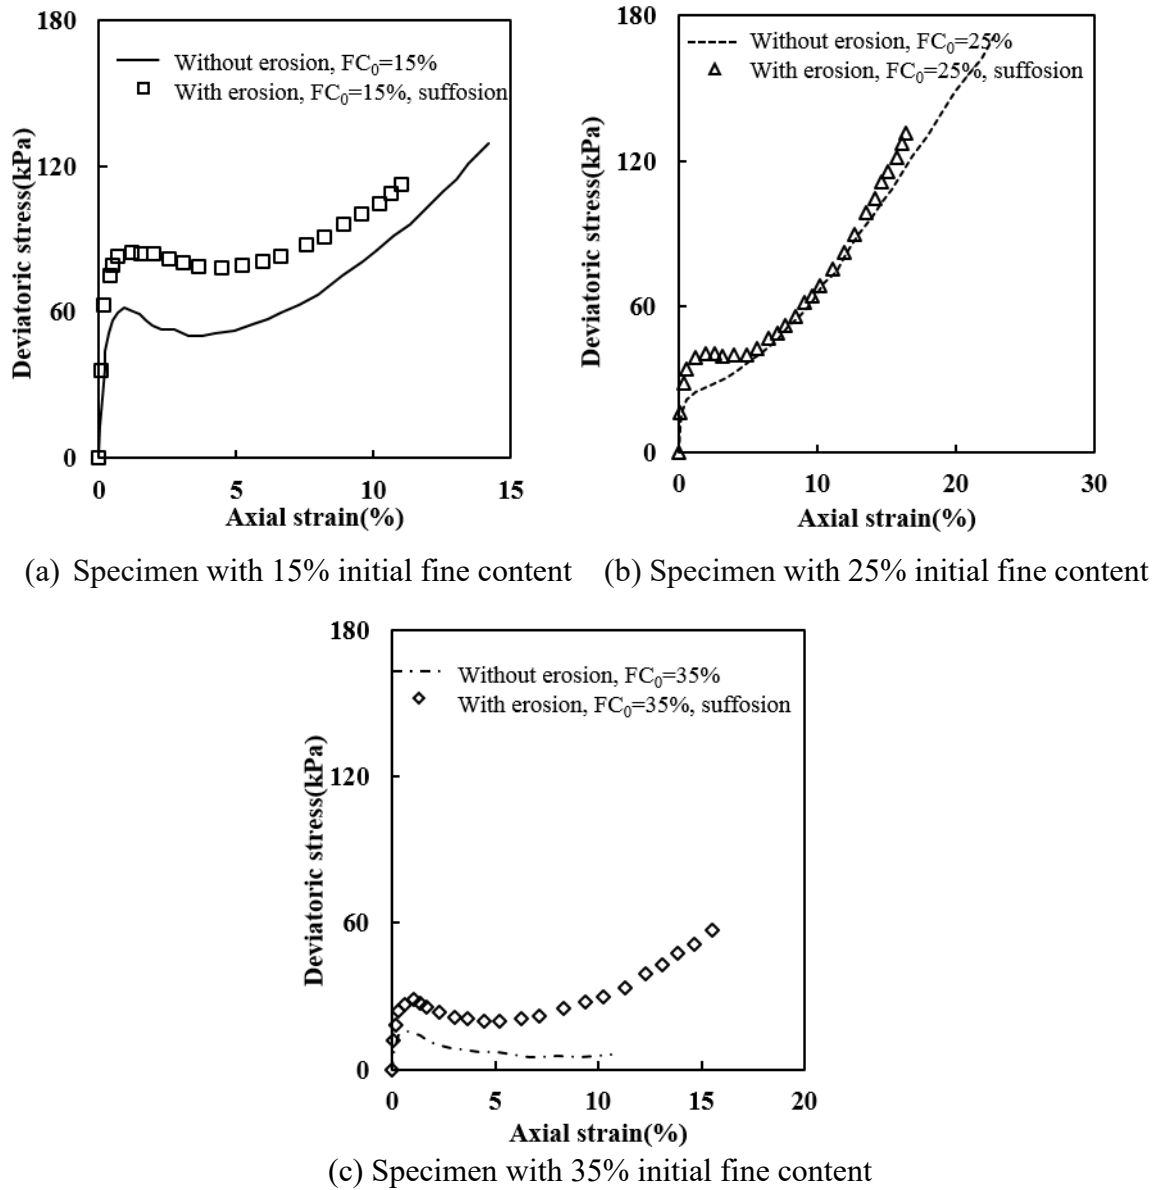 180
120
60
0
Deviatoric stress(kPa)
Without erosion, FC₀=15%
With erosion, FC₀=15%, suffosion
0 5 10 15
Axial strain(%)
(a) Specimen with 15% initial fine content
180
120
60
0
Deviatoric stress(kPa)
Without erosion, FC₀=25%
With erosion, FC₀=25%, suffosion
0 10 20 30
Axial strain(%)
(b) Specimen with 25% initial fine content
180
120
60
0
Deviatoric stress(kPa)
Without erosion, FC₀=35%
With erosion, FC₀=35%, suffosion
0 5 10 15 20
Axial strain(%)
(c) Specimen with 35% initial fine content